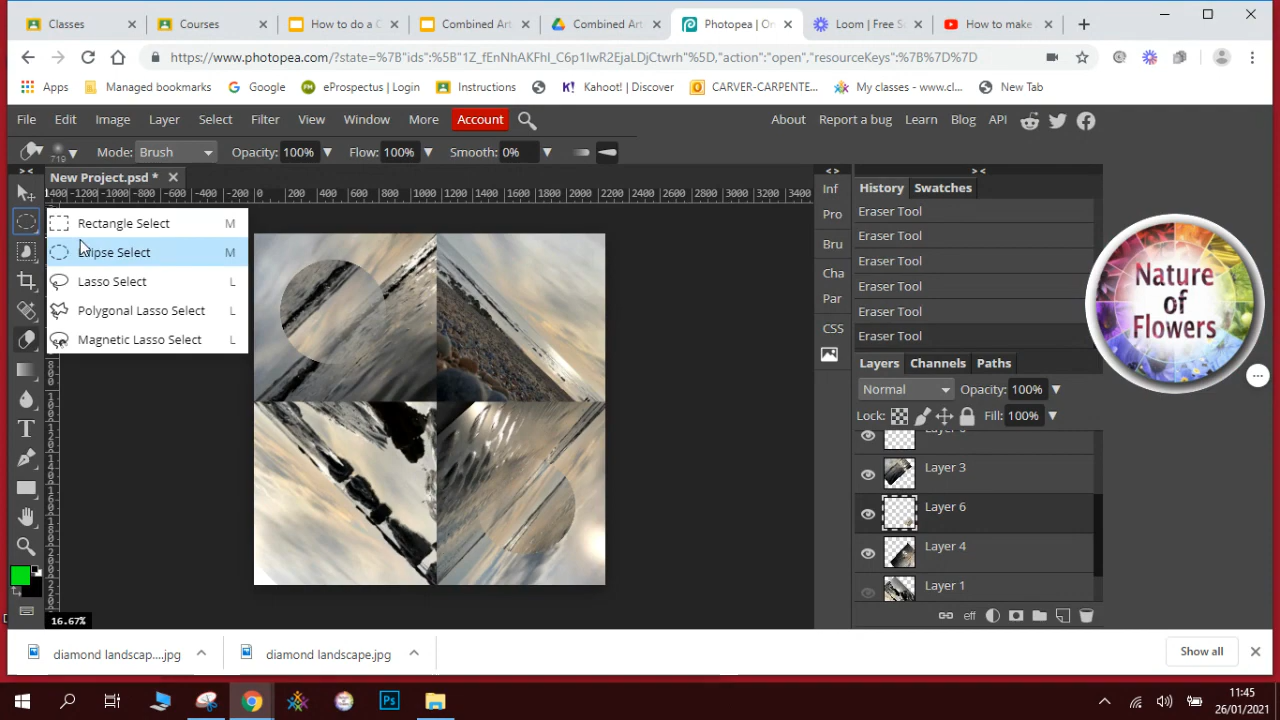 Classes
Courses
How to do a C
Combined Art
Combined Art
Photopea | On
Loom | Free S
How to make
https://www.photopea.com/?state=%7B"ids"%3A%5B"1Z_fEnNhAKFhI_C6p1lwR2EjaLDjCtwrh"%5D,"action":"open","resourceKeys":%7B%7D%7D
Apps
Managed bookmarks
Google
eProspectus | Login
Instructions
Kahoot! | Discover
CARVER-CARPENTE...
My classes - www.cl...
New Tab
File Edit Image Layer Select Filter View Window More Account
About Report a bug Learn Blog API
719 Mode: Brush Opacity: 100% Flow: 100% Smooth: 0%
New Project.psd *
-1200 -1000 -800 -600 -400 -200 0 200 400 600 800 1000 1200 1400 1600 1800 2000 2200 2400 2600 2800 3000 3200 3400
Rectangle Select M
Ellipse Select M
Lasso Select L
Polygonal Lasso Select L
Magnetic Lasso Select L
16.67%
Inf
Pro
Bru
Cha
Par
CSS
History Swatches
Eraser Tool
Eraser Tool
Eraser Tool
Eraser Tool
Eraser Tool
Eraser Tool
Layers Channels Paths
Normal Opacity: 100%
Lock: Fill: 100%
Layer 3
Layer 6
Layer 4
Layer 1
eff
Nature
of
Flowers
diamond landscap....jpg
diamond landscape.jpg
Show all
Ps
11:45
26/01/2021